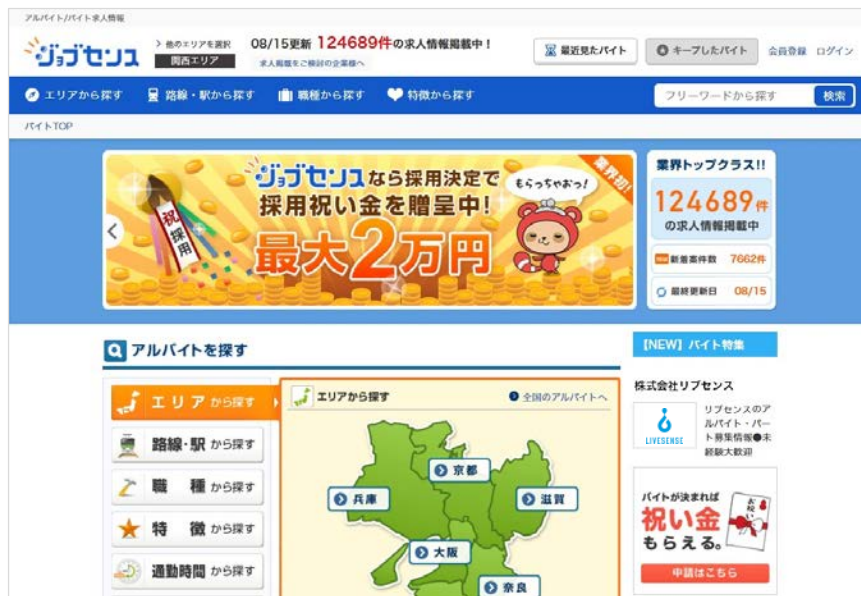 アルバイト/バイト求人情報
ジョブセンス
> 他のエリアを選択
関西エリア
08/15更新 124689件の求人情報掲載中！
求人掲載をご検討の企業様へ
最近見たバイト
キープしたバイト
会員登録 ログイン
エリアから探す
路線・駅から探す
職種から探す
特徴から探す
フリーワードから探す
検索
バイトTOP
祝採用
ジョブセンスなら採用決定で
採用祝い金を贈呈中!
最大2万円
もらっちゃおっ!
業界初!
業界トップクラス!!
124689件
の求人情報掲載中
新着案件数 7662件
最終更新日 08/15
アルバイトを探す
エリアから探す
路線・駅から探す
職種から探す
特徴から探す
通勤時間から探す
エリアから探す
全国のアルバイトへ
京都
兵庫
滋賀
大阪
奈良
【NEW】バイト特集
株式会社リブセンス
LIVESENSE
リブセンスのア
ルバイト・パー
ト募集情報●未
経験大歓迎
バイトが決まれば
祝い金
もらえる。
お祝い
申請はこちら